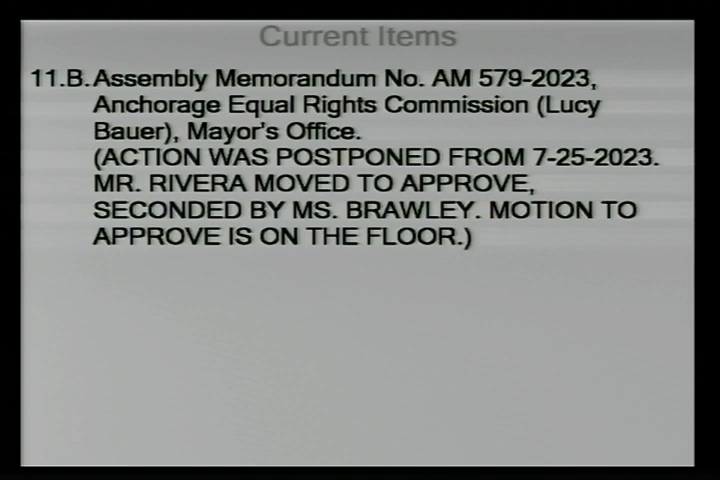 Current Items
11.B. Assembly Memorandum No. AM 579-2023,
Anchorage Equal Rights Commission (Lucy
Bauer), Mayor's Office.
(ACTION WAS POSTPONED FROM 7-25-2023.
MR. RIVERA MOVED TO APPROVE,
SECONDED BY MS. BRAWLEY. MOTION TO
APPROVE IS ON THE FLOOR.)